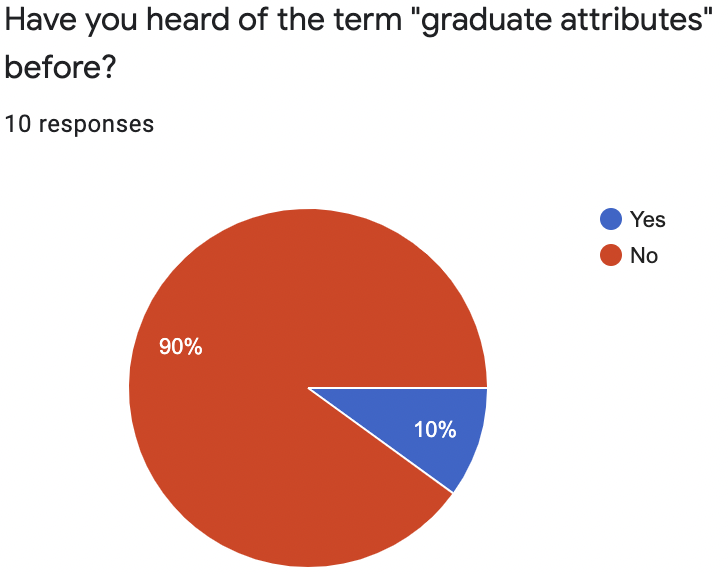 Have you heard of the term "graduate attributes"
before?
10 responses
Yes
No
90%
10%